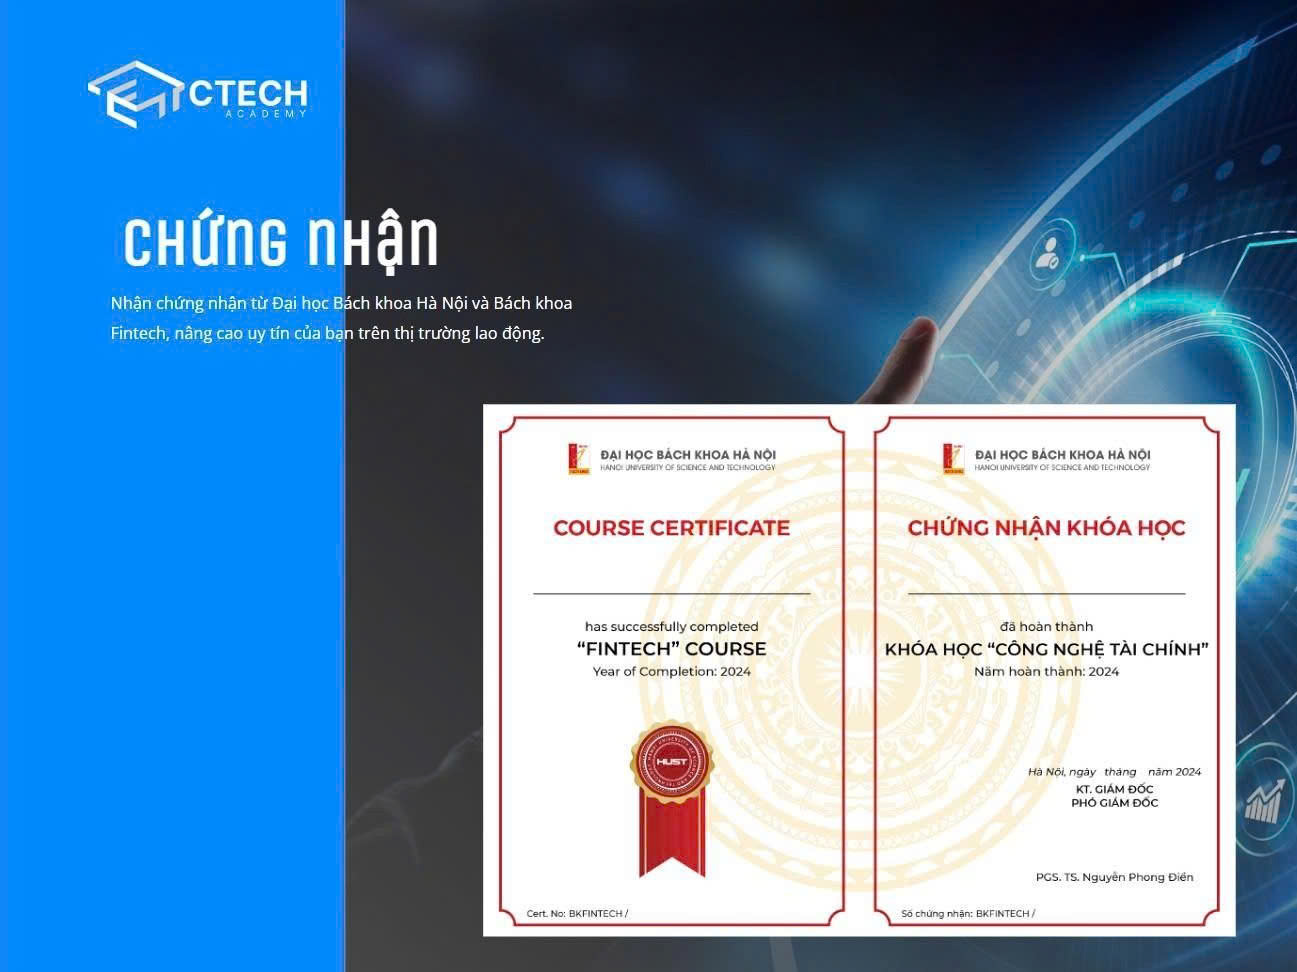 CTECH
ACADEMY
CHỨNG NHẬN
Nhận chứng nhận từ Đại học Bách khoa Hà Nội và Bách khoa
Fintech, nâng cao uy tín của bạn trên thị trường lao động.
ĐẠI HỌC BÁCH KHOA HÀ NỘI
HANOI UNIVERSITY OF SCIENCE AND TECHNOLOGY
COURSE CERTIFICATE
has successfully completed
“FINTECH” COURSE
Year of Completion: 2024
HUST
Cert. No: BKFINTECH /
ĐẠI HỌC BÁCH KHOA HÀ NỘI
HANOI UNIVERSITY OF SCIENCE AND TECHNOLOGY
CHỨNG NHẬN KHÓA HỌC
đã hoàn thành
KHÓA HỌC “CÔNG NGHỆ TÀI CHÍNH”
Năm hoàn thành: 2024
Hà Nội, ngày tháng năm 2024
KT. GIÁM ĐỐC
PHÓ GIÁM ĐỐC
PGS. TS. Nguyễn Phong Điền
Số chứng nhận: BKFINTECH /